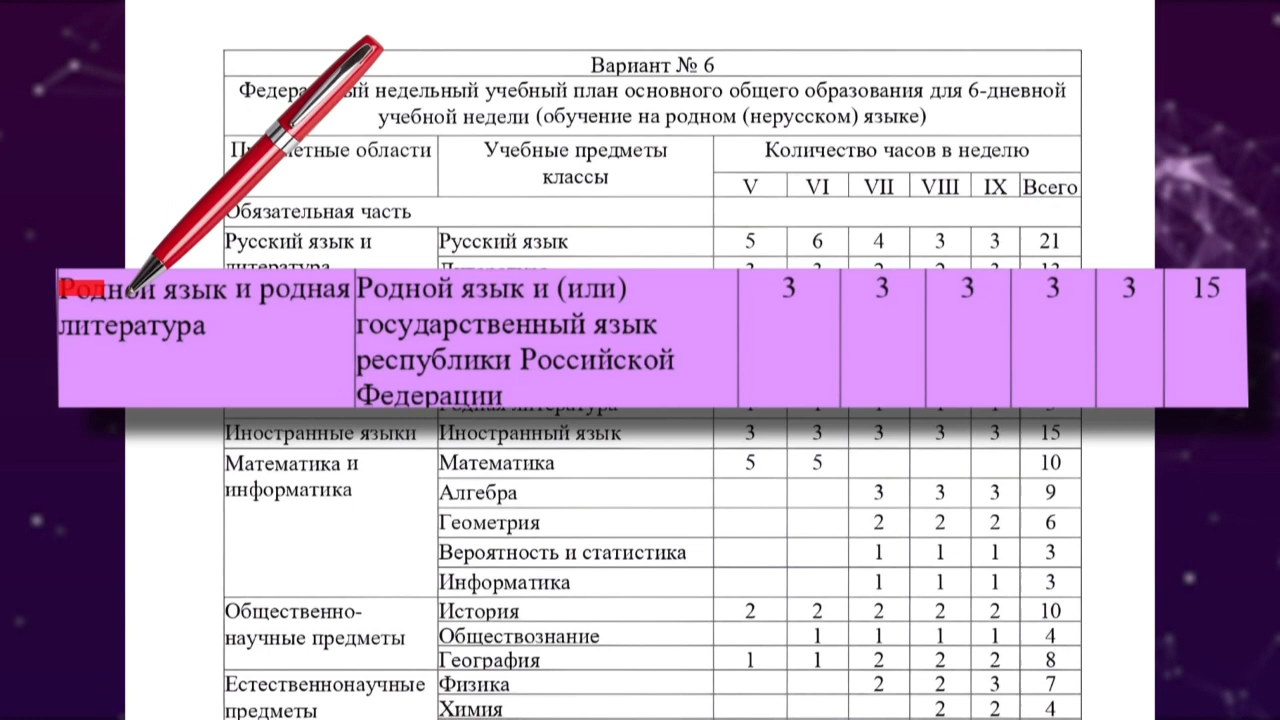 Вариант № 6
недельный учебный план основного общего образования для 6-дневной
учебной недели (обучение на родном (нерусском) языке)
области
Учебные предметы
Количество часов в неделю
классы
V VI VII VIII IX Всего
Обязательная часть
Русский язык и Русский язык 5 6 4 3 3 21
литература
Родной язык и родная Родной язык и (или) 3 3 3 3 3 15
литература государственный язык
республики Российской
Федерации
Иностранные языки Иностранный язык 3 3 3 3 3 15
Математика и Математика 5 5 10
информатика
Алгебра 3 3 3 9
Геометрия 2 2 2 6
Вероятность и статистика 1 1 1 3
Информатика 1 1 1 3
Общественно- История 2 2 2 2 2 10
научные предметы Обществознание 1 1 1 1 4
География 1 1 2 2 2 8
Естественнонаучные Физика 2 2 3 7
предметы Химия 2 2 4